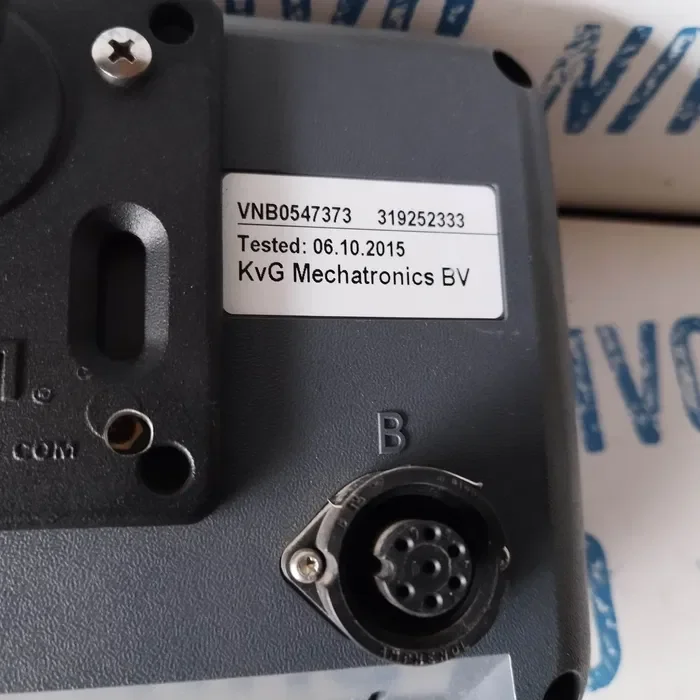 VNB0547373 319252333
Tested: 06.10.2015
KvG Mechatronics BV
COM
B